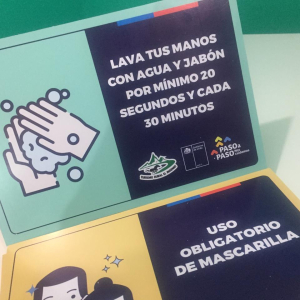 LAVA TUS MANOS
CON AGUA Y JABÓN
POR MÍNIMO 20
SEGUNDOS Y CADA
30 MINUTOS
PASO A
PASO
USO
OBLIGATORIO
DE MASCARILLA